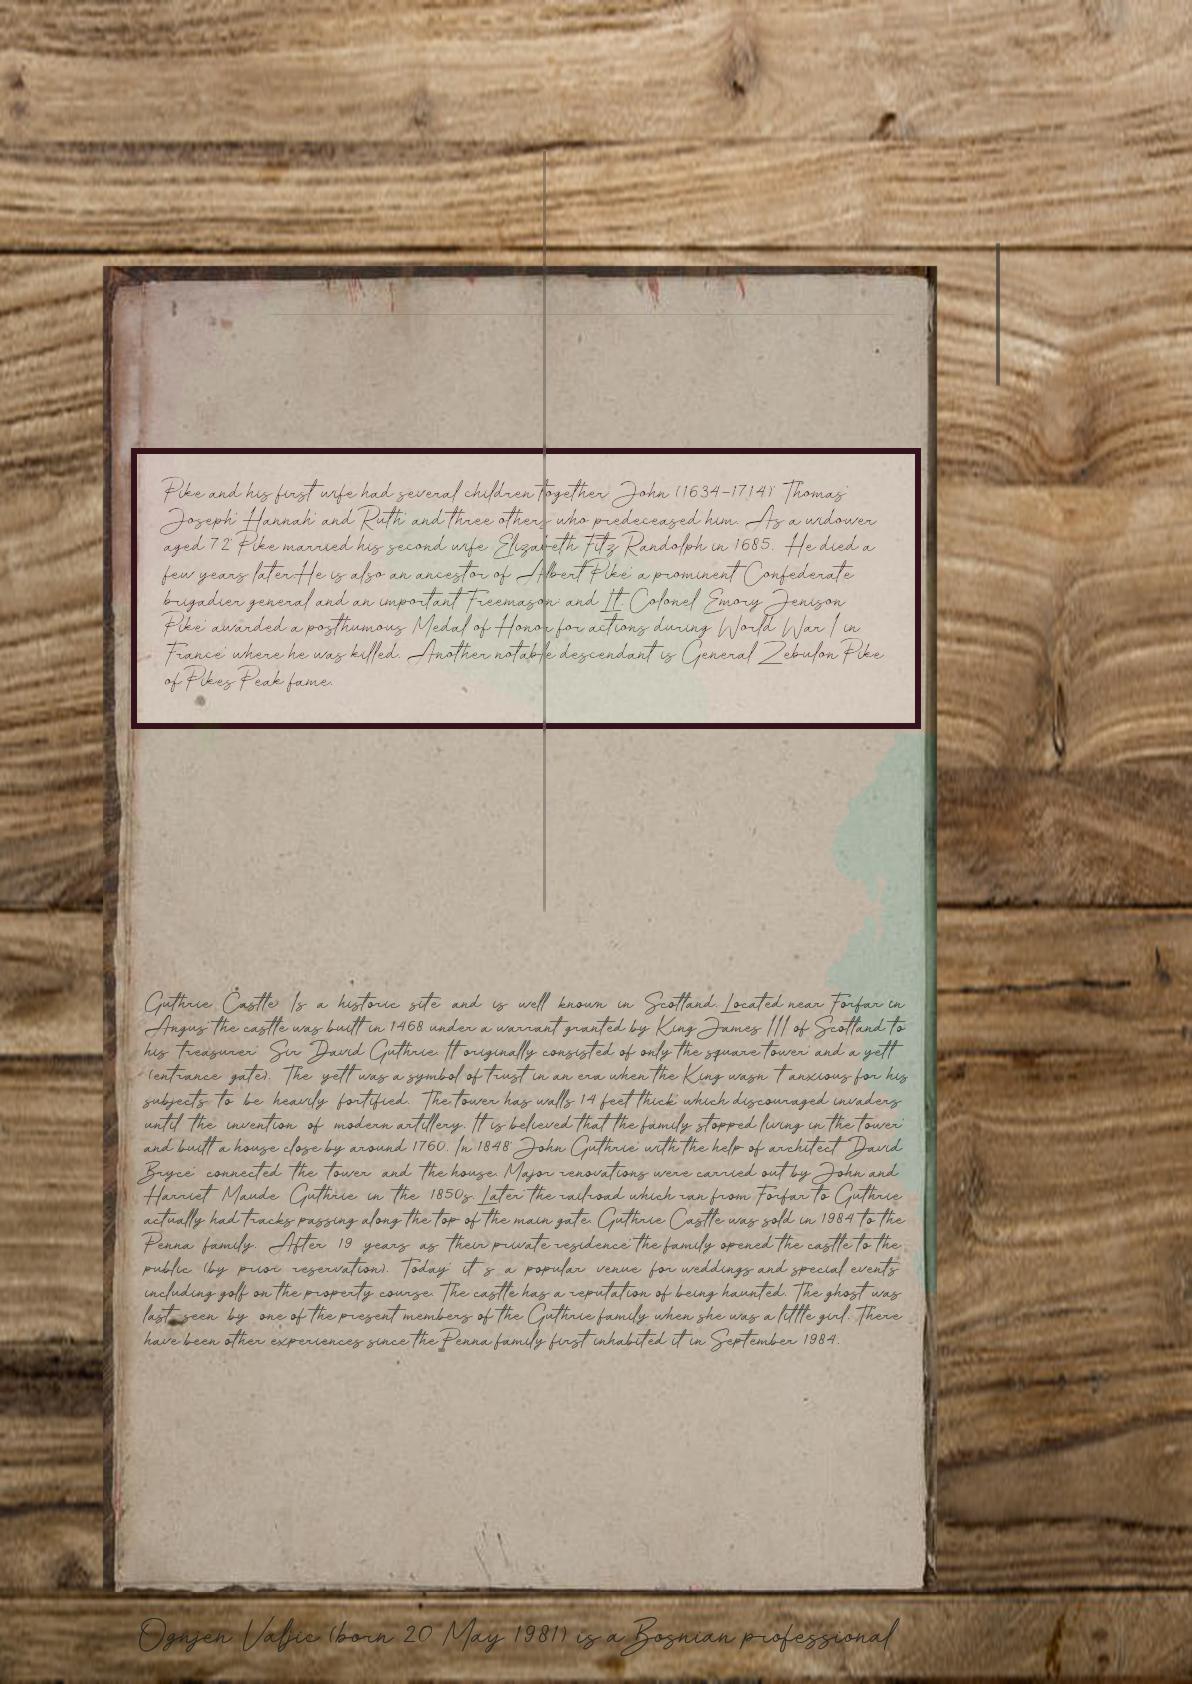 Pike and his first wife had several children together John (1634-1714) Thomas
Joseph Hannah and Ruth and three others who predeceased him. As a widower
aged 72 Pike married his second wife Elizabeth Fitz Randolph in 1685. He died a
few years later He is also an ancestor of Albert Pike a prominent Confederate
brigadier general and an important Freemason and Lt. Colonel Emory Jenison
Pike awarded a posthumous Medal of Honor for actions during World War I in
France where he was killed. Another notable descendant is General Zebulon Pike
of Pikes Peak fame.
Guthrie Castle Is a historic site and is well known in Scotland. Located near Forfar in
Angus the castle was built in 1468 under a warrant granted by King James III of Scotland to
his treasurer Sir David Guthrie. It originally consisted of only the square tower and a yett
(entrance gate). The yett was a symbol of trust in an era when the King wasn t anxious for his
subjects to be heavily fortified. The tower has walls 14 feet thick which discouraged invaders
until the invention of modern artillery. It is believed that the family stopped living in the tower
and built a house close by around 1760. In 1848 John Guthrie with the help of architect David
Bryce connected the tower and the house. Major renovations were carried out by John and
Harriet Maude Guthrie in the 1850s. Later the railroad which ran from Forfar to Guthrie
actually had tracks passing along the top of the main gate. Guthrie Castle was sold in 1984 to the
Penna family. After 19 years as their private residence the family opened the castle to the
public (by prior reservation). Today it s a popular venue for weddings and special events
including golf on the property course. The castle has a reputation of being haunted. The ghost was
last seen by one of the present members of the Guthrie family when she was a little girl. There
have been other experiences since the Penna family first inhabited it in September 1984.
Ognjen Valjic (born 20 May 1981) is a Bosnian professional